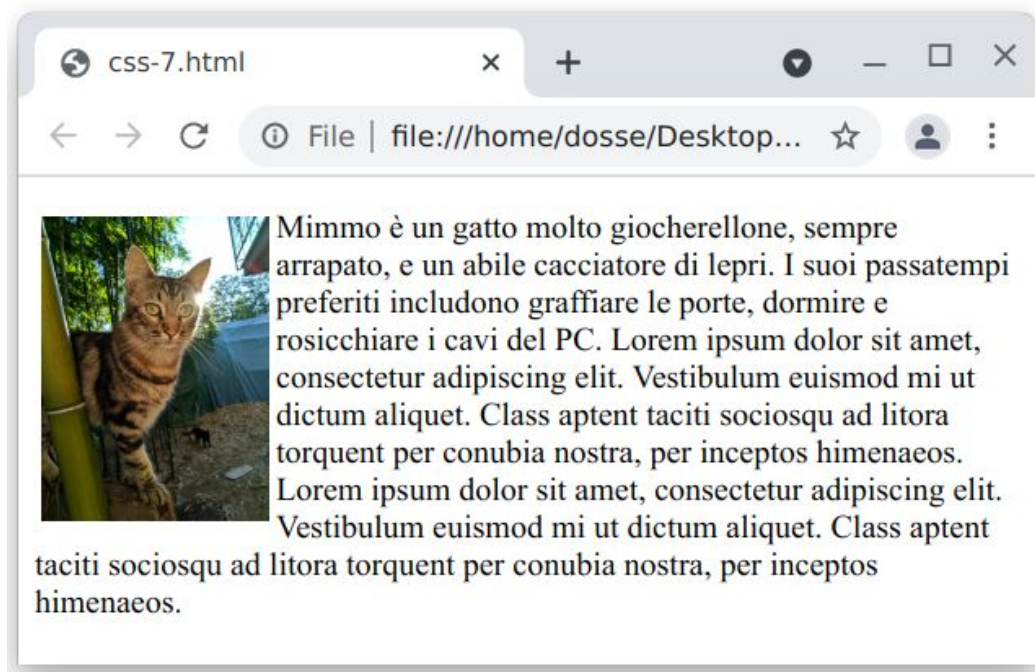 css-7.html
File | file:///home/dosse/Desktop...
Mimmo è un gatto molto giocherellone, sempre
arrapato, e un abile cacciatore di lepri. I suoi passatempi
preferiti includono graffiare le porte, dormire e
rosicchiare i cavi del PC. Lorem ipsum dolor sit amet,
consectetur adipiscing elit. Vestibulum euismod mi ut
dictum aliquet. Class aptent taciti sociosqu ad litora
torquent per conubia nostra, per inceptos himenaeos.
Lorem ipsum dolor sit amet, consectetur adipiscing elit.
Vestibulum euismod mi ut dictum aliquet. Class aptent
taciti sociosqu ad litora torquent per conubia nostra, per inceptos
himenaeos.